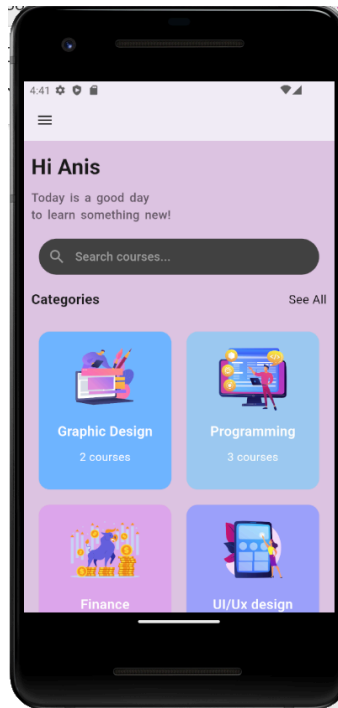 4:41
Hi Anis
Today is a good day
to learn something new!
Search courses...
Categories
See All
Graphic Design
2 courses
Programming
3 courses
Finance
UI/Ux design